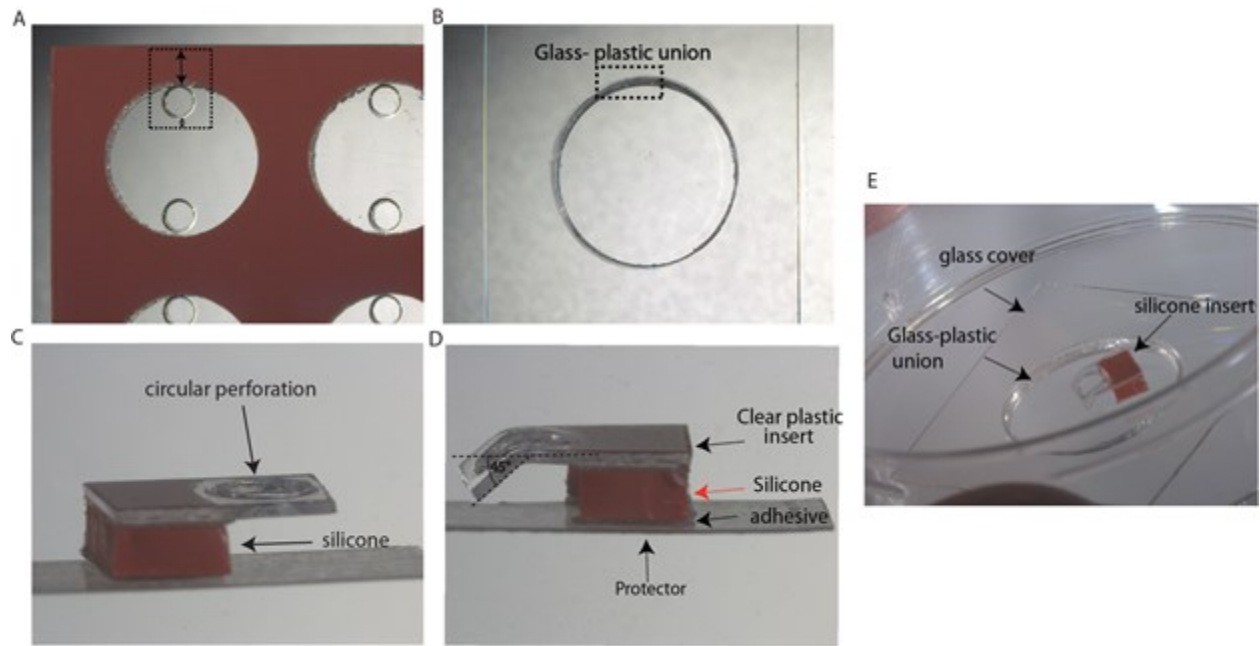 A
B
Glass- plastic union
E
glass cover
silicone insert
Glass-plastic
union
C
circular perforation
silicone
D
Clear plastic
insert
45°
Silicone
adhesive
Protector